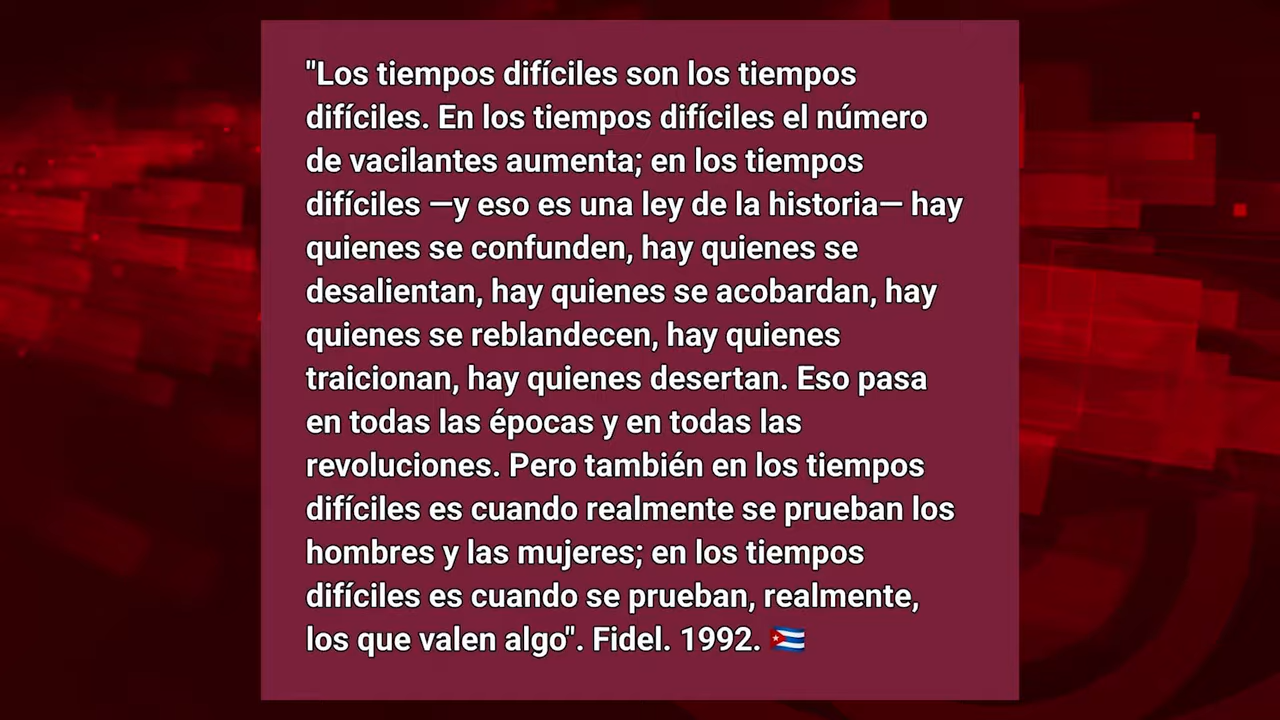 "Los tiempos difíciles son los tiempos
difíciles. En los tiempos difíciles el número
de vacilantes aumenta; en los tiempos
difíciles —y eso es una ley de la historia— hay
quienes se confunden, hay quienes se
desalientan, hay quienes se acobardan, hay
quienes se reblandecen, hay quienes
traicionan, hay quienes desertan. Eso pasa
en todas las épocas y en todas las
revoluciones. Pero también en los tiempos
difíciles es cuando realmente se prueban los
hombres y las mujeres; en los tiempos
difíciles es cuando se prueban, realmente,
los que valen algo". Fidel. 1992. 🇨🇺